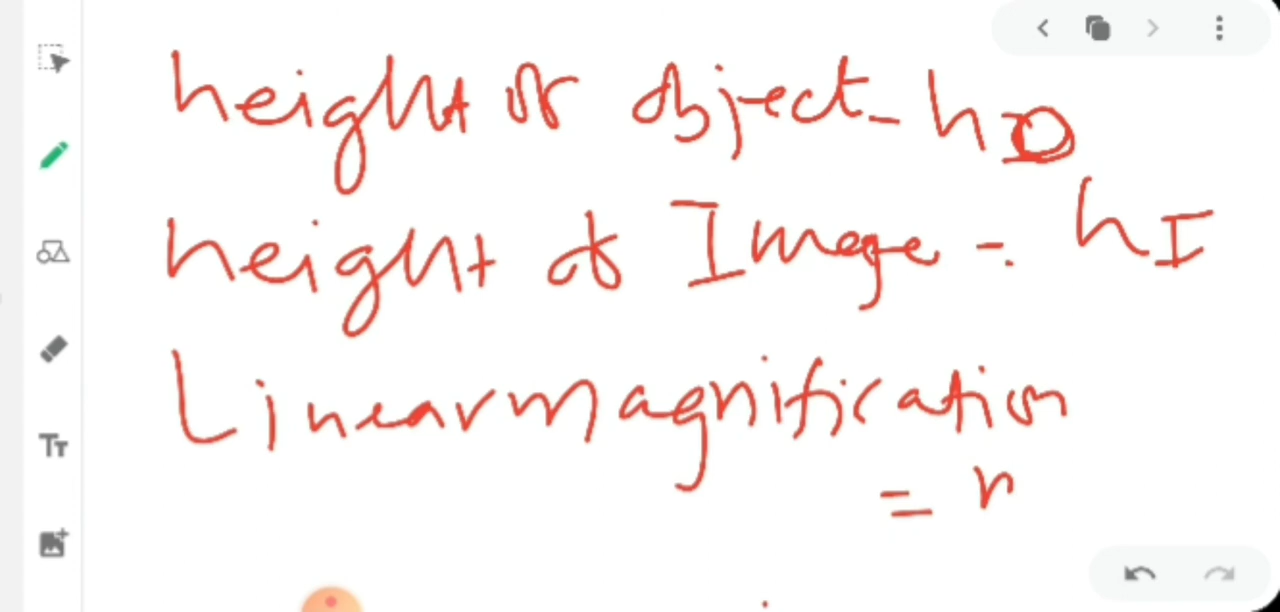 height of object - hO
height of Image - hI
Linear magnification
= n